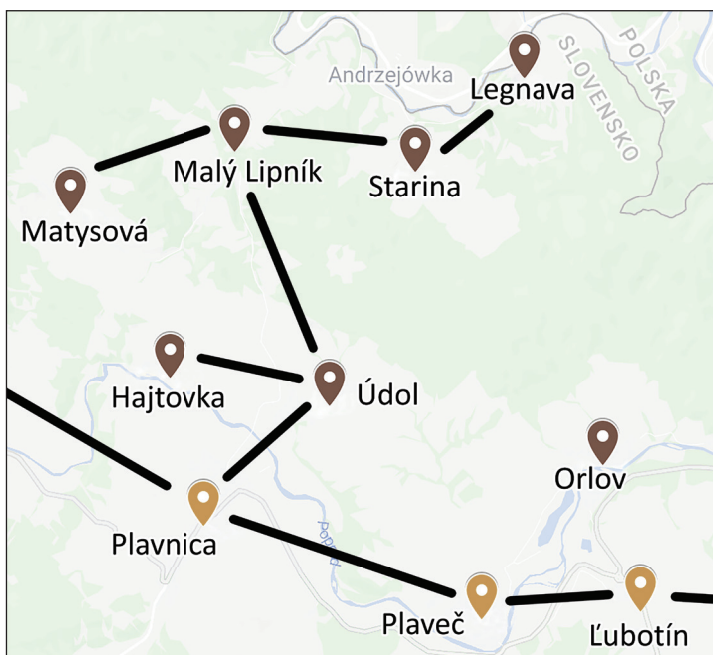 POLSKA
SLOVENSKO
Andrzejówka
Legnava
Malý Lipník
Starina
Matysová
Hajtovka
Údol
Orlov
Plavnica
Poprad
Plaveč
Ľubotín